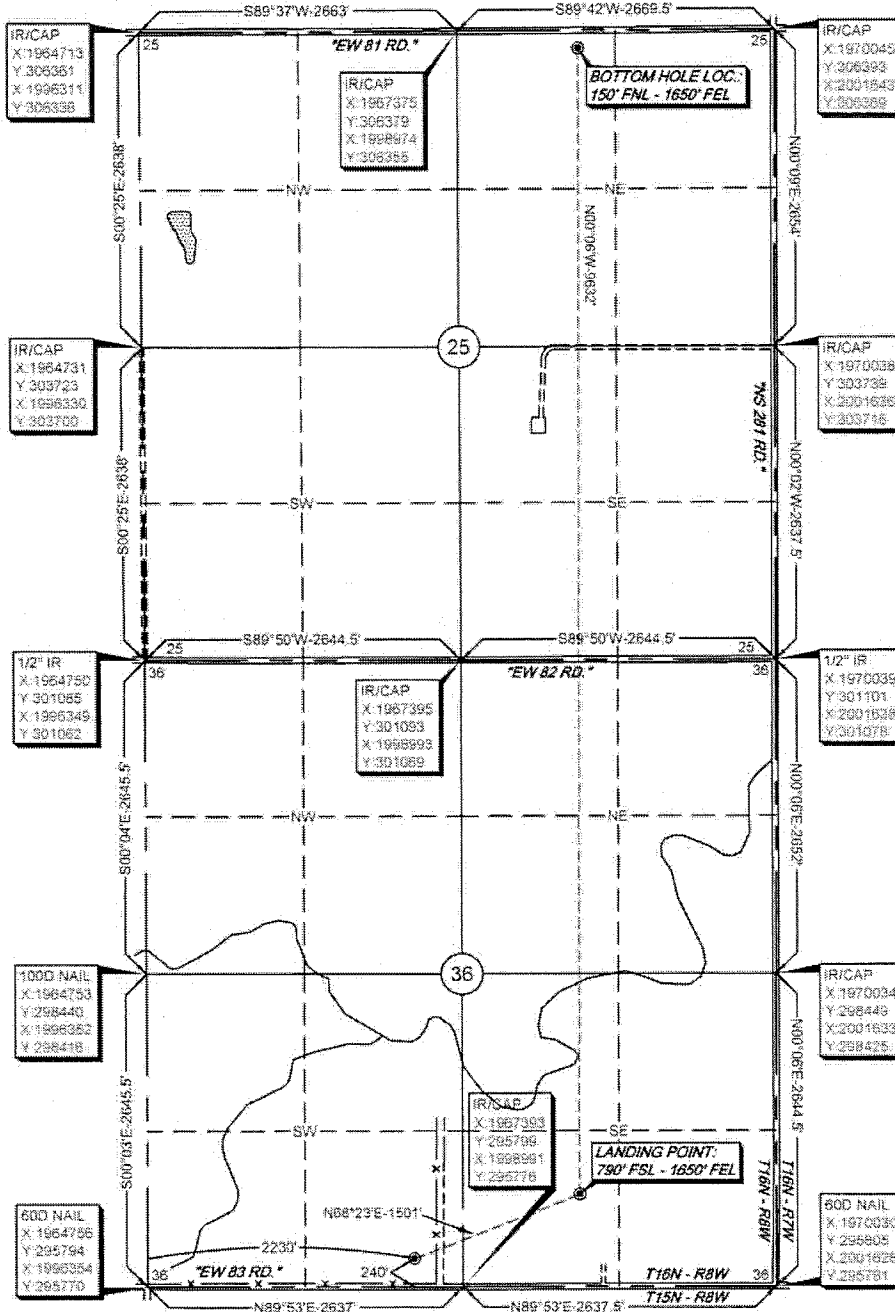 S89°37'W-2663'
S89°42'W-2669.5'
IR/CAP
X:1964713
Y:306361
X:1996311
Y:306338
25
"EW 81 RD."
25
IR/CAP
X:1970045
Y:306393
X:2001643
Y:306369
IR/CAP
X:1967375
Y:306379
X:1998974
Y:306355
BOTTOM HOLE LOC.:
150' FNL - 1650' FEL
S00°25'E-2638'
NW
NE
N00°06'W-9632'
N00°09'E-2654'
IR/CAP
X:1964731
Y:303723
X:1996330
Y:303700
25
IR/CAP
X:1970038
Y:303739
X:2001636
Y:303716
"NS 281 RD."
S00°25'E-2638'
SW
SE
N00°02'W-2637.5'
25
S89°50'W-2644.5'
S89°50'W-2644.5'
25
1/2" IR
X:1964750
Y:301085
X:1996349
Y:301062
36
"EW 82 RD."
36
1/2" IR
X:1970039
Y:301101
X:2001638
Y:301078
IR/CAP
X:1967395
Y:301093
X:1998993
Y:301069
S00°04'E-2645.5'
NW
NE
N00°06'E-2652'
100D NAIL
X:1964753
Y:298440
X:1996352
Y:298416
36
IR/CAP
X:1970034
Y:298449
X:2001633
Y:298425
S00°03'E-2645.5'
SW
SE
N00°06'E-2644.5'
IR/CAP
X:1967393
Y:295799
X:1998991
Y:295776
LANDING POINT:
790' FSL - 1650' FEL
T16N - R8W
T16N - R7W
N68°23'E-1501'
60D NAIL
X:1964756
Y:295794
X:1996354
Y:295770
2230'
240'
36
"EW 83 RD."
T16N - R8W
36
T15N - R8W
60D NAIL
Y:295805
Y:295781
N89°53'E-2637'
N89°53'E-2637.5'